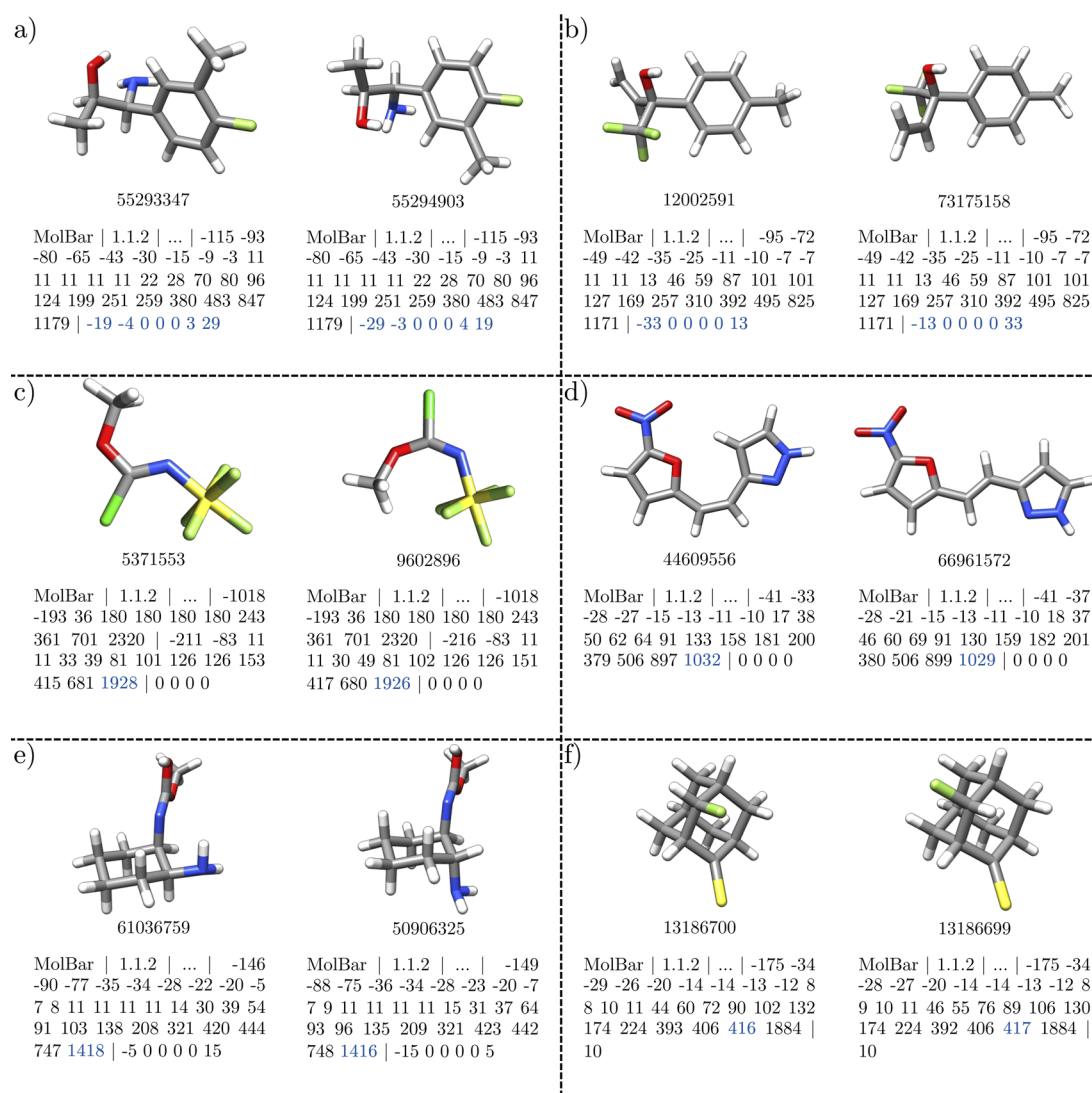 a)
55293347
MolBar | 1.1.2 | ... | -115 -93
-80 -65 -43 -30 -15 -9 -3 11
11 11 11 11 22 28 70 80 96
124 199 251 259 380 483 847
1179 | -19 -4 0 0 0 3 29
55294903
MolBar | 1.1.2 | ... | -115 -93
-80 -65 -43 -30 -15 -9 -3 11
11 11 11 11 22 28 70 80 96
124 199 251 259 380 483 847
1179 | -29 -3 0 0 0 4 19
b)
12002591
MolBar | 1.1.2 | ... | -95 -72
-49 -42 -35 -25 -11 -10 -7 -7
11 11 13 46 59 87 101 101
127 169 257 310 392 495 825
1171 | -33 0 0 0 0 13
73175158
MolBar | 1.1.2 | ... | -95 -72
-49 -42 -35 -25 -11 -10 -7 -7
11 11 13 46 59 87 101 101
127 169 257 310 392 495 825
1171 | -13 0 0 0 0 33
c)
5371553
MolBar | 1.1.2 | ... | -1018
-193 36 180 180 180 180 243
361 701 2320 | -211 -83 11
11 33 39 81 101 126 126 153
415 681 1928 | 0 0 0 0
9602896
MolBar | 1.1.2 | ... | -1018
-193 36 180 180 180 180 243
361 701 2320 | -216 -83 11
11 30 49 81 102 126 126 151
417 680 1926 | 0 0 0 0
d)
44609556
MolBar | 1.1.2 | ... | -41 -33
-28 -27 -15 -13 -11 -10 17 38
50 62 64 91 133 158 181 200
379 506 897 1032 | 0 0 0 0
66961572
MolBar | 1.1.2 | ... | -41 -37
-28 -21 -15 -13 -11 -10 18 37
46 60 69 91 130 159 182 201
380 506 899 1029 | 0 0 0 0
e)
61036759
MolBar | 1.1.2 | ... | -146
-90 -77 -35 -34 -28 -22 -20 -5
7 8 11 11 11 11 14 30 39 54
91 103 138 208 321 420 444
747 1418 | -5 0 0 0 0 15
50906325
MolBar | 1.1.2 | ... | -149
-88 -75 -36 -34 -28 -23 -20 -7
7 9 11 11 11 11 15 31 37 64
93 96 135 209 321 423 442
748 1416 | -15 0 0 0 0 5
f)
13186700
MolBar | 1.1.2 | ... | -175 -34
-29 -26 -20 -14 -14 -13 -12 8
8 10 11 44 60 72 90 102 132
174 224 393 406 416 1884 |
10
13186699
MolBar | 1.1.2 | ... | -175 -34
-28 -27 -20 -14 -14 -13 -12 8
9 10 11 46 55 76 89 106 130
174 224 392 406 417 1884 |
10